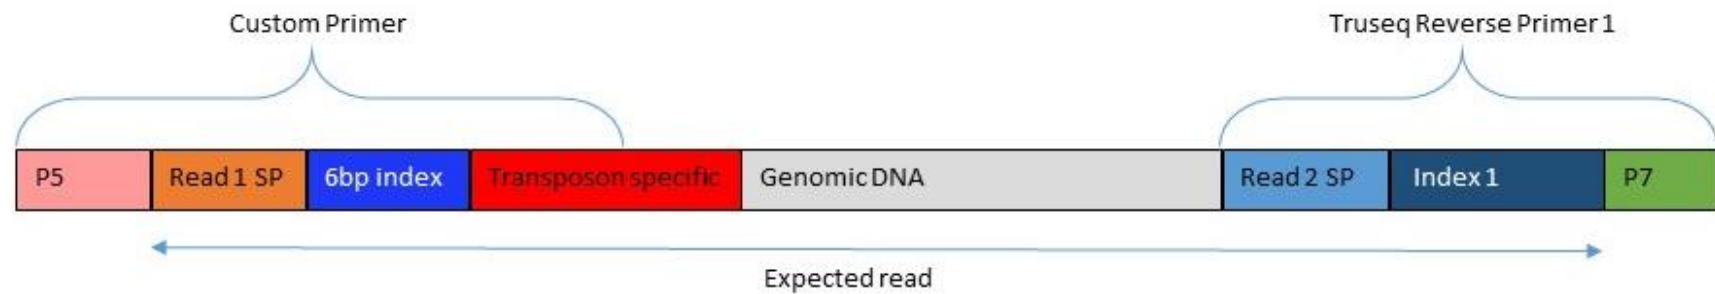 Custom Primer
Truseq Reverse Primer 1
P5
Read 1 SP
6bp index
Transposon specific
Genomic DNA
Read 2 SP
Index 1
P7
Expected read